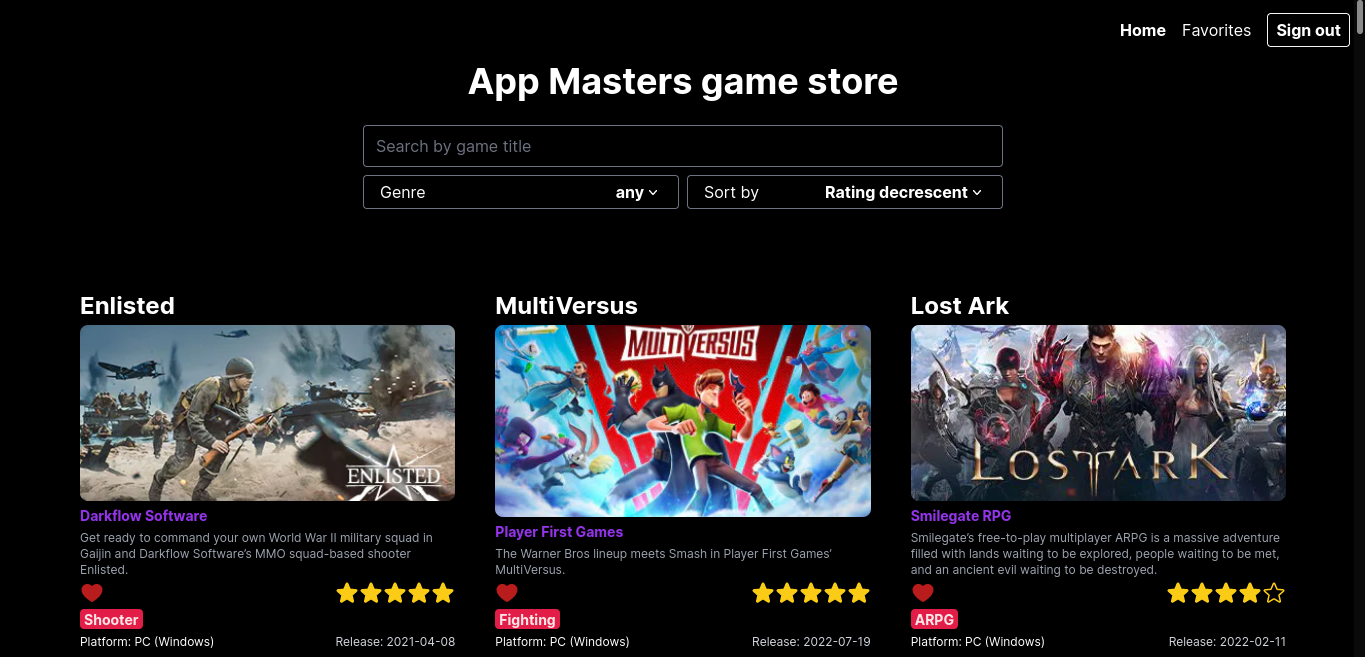 Home Favorites Sign out
App Masters game store
Search by game title
Genre any Sort by Rating decrescent
Enlisted
ENLISTED
Darkflow Software
Get ready to command your own World War II military squad in
Gaijin and Darkflow Software’s MMO squad-based shooter
Enlisted.
Shooter
Platform: PC (Windows) Release: 2021-04-08
MultiVersus
MULTIVERSUS
Player First Games
The Warner Bros lineup meets Smash in Player First Games’
MultiVersus.
Fighting
Platform: PC (Windows) Release: 2022-07-19
Lost Ark
LOST ARK
Smilegate RPG
Smilegate’s free-to-play multiplayer ARPG is a massive adventure
filled with lands waiting to be explored, people waiting to be met,
and an ancient evil waiting to be destroyed.
ARPG
Platform: PC (Windows) Release: 2022-02-11